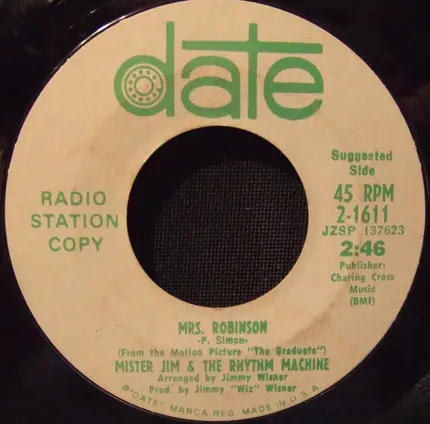 date
RADIO
STATION
COPY
Suggested
Side
45 RPM
2-1611
JZSP 137623
2:46
Publisher:
Charing Cross
Music
(BMI)
MRS. ROBINSON
-P. Simon-
(From the Motion Picture "The Graduate")
MISTER JIM & THE RHYTHM MACHINE
Arranged by Jimmy Wisner
Prod. by Jimmy "Wiz" Wisner
®"DATE" MARCA REG. MADE IN U.S.A.